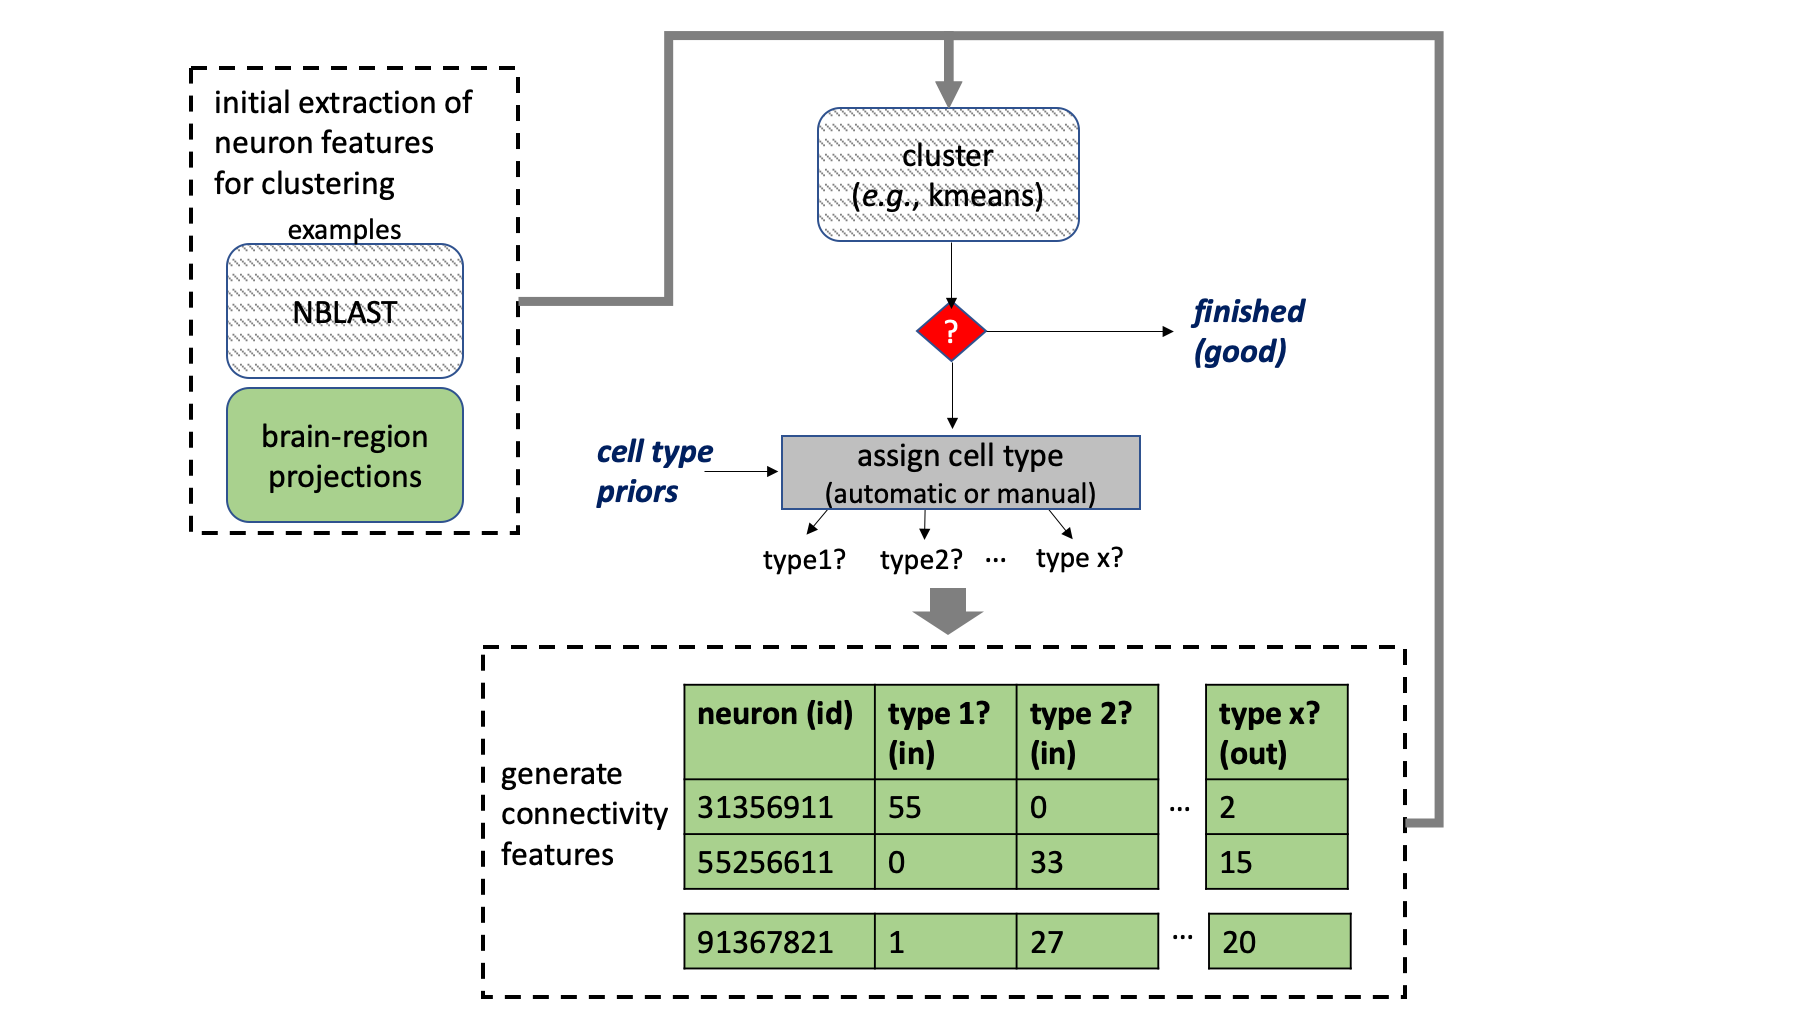 initial extraction of
neuron features
for clustering
examples
NBLAST
brain-region
projections
cluster
(e.g., kmeans)
?
finished
(good)
cell type
priors
assign cell type
(automatic or manual)
type1? type2? ... type x?
generate
connectivity
features
neuron (id) type 1? type 2? type x?
(in) (in) (out)
31356911 55 0 ... 2
55256611 0 33 15
91367821 1 27 ... 20